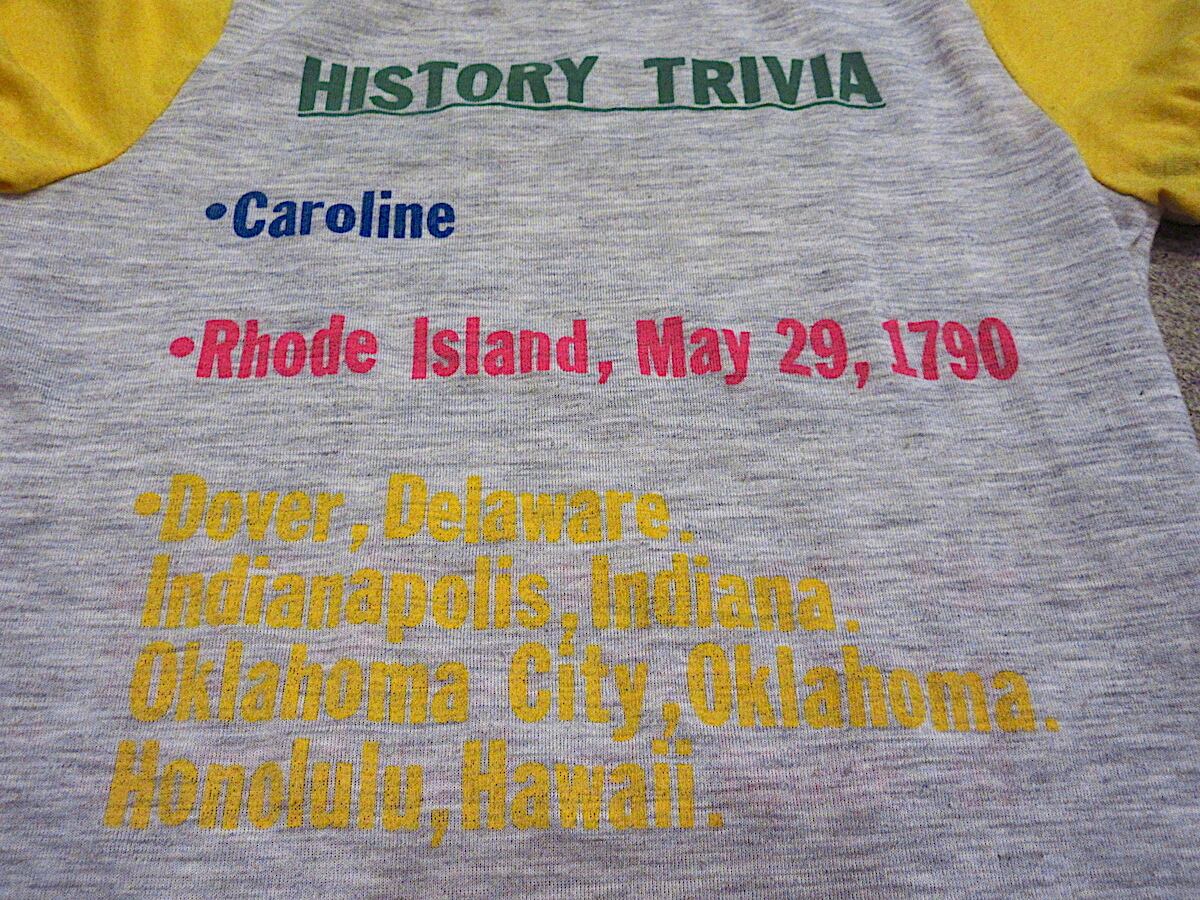 HISTORY TRIVIA
•Caroline
•Rhode Island, May 29, 1790
•Dover, Delaware.
Indianapolis, Indiana.
Oklahoma City, Oklahoma.
Honolulu, Hawaii.